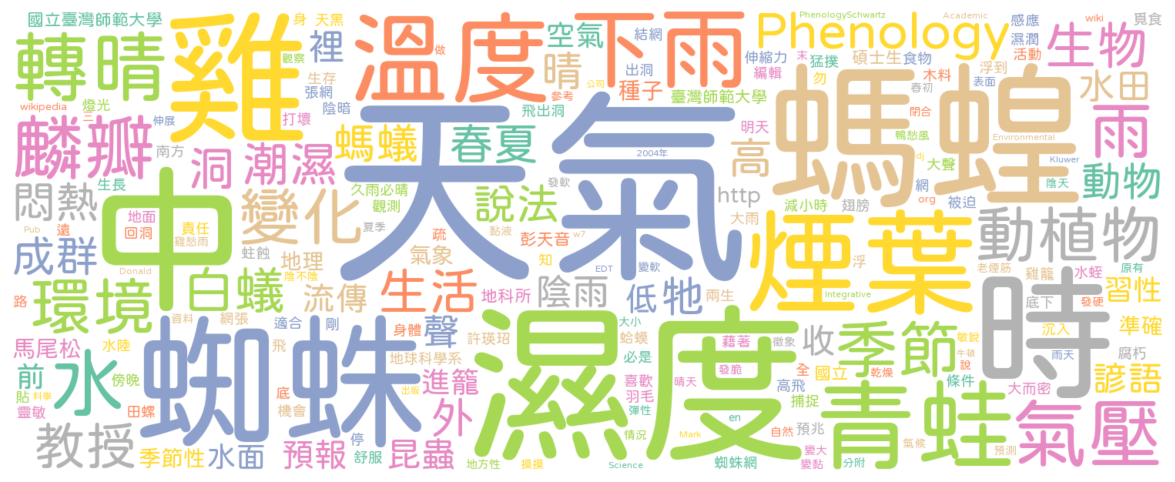 國立臺灣師範大學
身
天黑
裡
空氣
結網
PhenologySchwartz
Academic
感應
wiki
覓食
轉晴
雞
觀察
溫度
做
下雨
Phenology
濕潤
生物
生存
張網
晴
出洞
種子
伸縮力
編輯
末
猛撲
碩士生
食物
浮到
活動
wikipedia
燈光
三
伸展
陰暗
打壞
參考
公司
臺灣師範大學
勿
木料
春初
表面
水田
飛出洞
麟瓣
南方
洞
潮濕
螞蟻
春夏
天氣
2004年
明天
高
螞蝗
閉合
鴨愁風
Environmental
大聲
dj
Kluwer
雨
悶熱
生長
久雨必晴
觀測
發軟
說法
http
減小時
翅膀
網
org
被迫
陰天
動物
地面
回洞
Pub
遠
責任
雞愁雨
中
變化
夏季
疏
黏液
w7
彭天音
大雨
煙葉
動植物
成群
Donald
蛀蝕
地理
陰不陰
氣象
知
EDT
變軟
浮
老煙筋
雞籠
水蛭
原有
路
環境
白蟻
資料
網張
流傳
生活
地科所
陰雨
低
牠
兩生
Integrative
底下
時
發硬
習性
馬尾松
水陸
蜘蛛
適合
剛
身體
聲
許瑛玿
濕度
大小
蛤蟆
藉著
徵象
收
季節
敏銳
牛頓
說
沉入
雨天
準確
前
水
傍晚
飛
地球科學系
必是
發脆
全
國立
乾燥
腐朽
貼
科學
靈敏
田螺
底
機會
出版
進籠
外
喜歡
羽毛
晴天
彈性
高飛
捕捉
條件
大而密
諺語
教授
季節性
水面
停
舒服
預報
昆蟲
地方性
摸摸
Science
情況
Mark
en
蜘蛛網
自然
預兆
變大
變黏
分附
青蛙
氣候
預測
氣壓